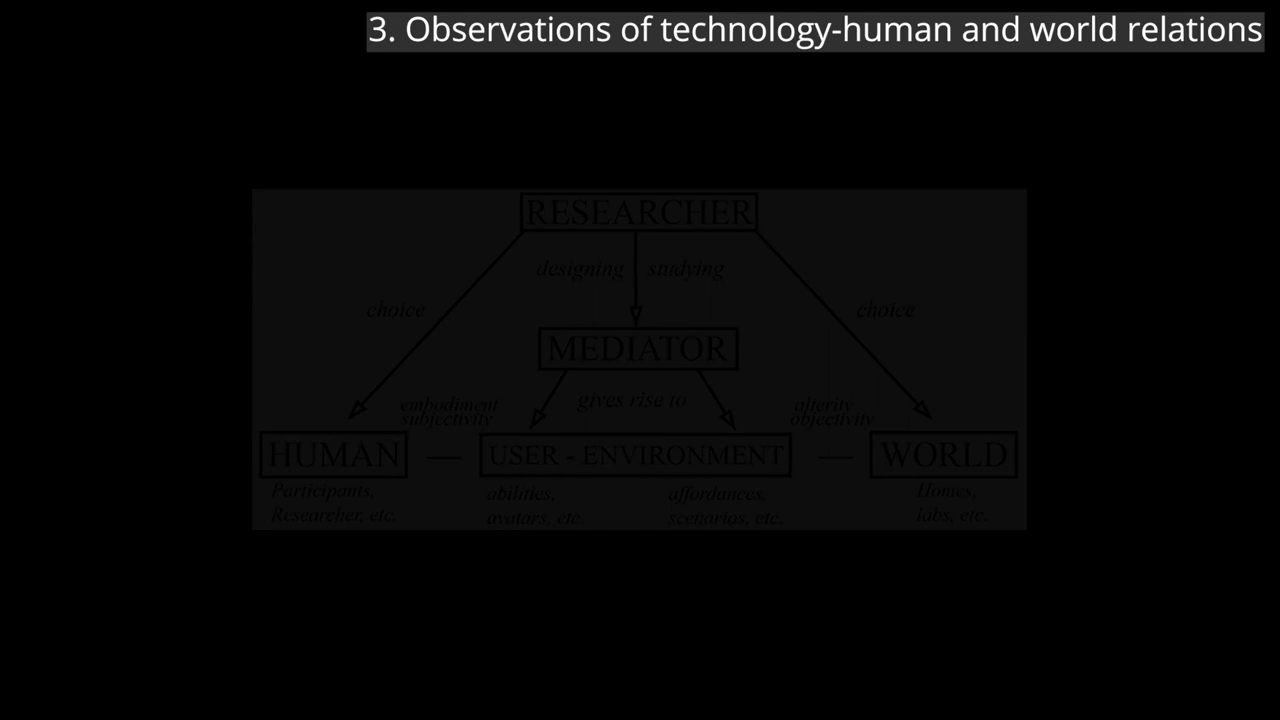 3. Observations of technology-human and world relations
RESEARCHER
designing studying
choice
choice
MEDIATOR
gives rise to
embodiment
subjectivity
alterity
objectivity
HUMAN
USER - ENVIRONMENT
WORLD
Participants,
Researcher, etc.
abilities,
avatars, etc.
affordances,
scenarios, etc.
Homes,
labs, etc.